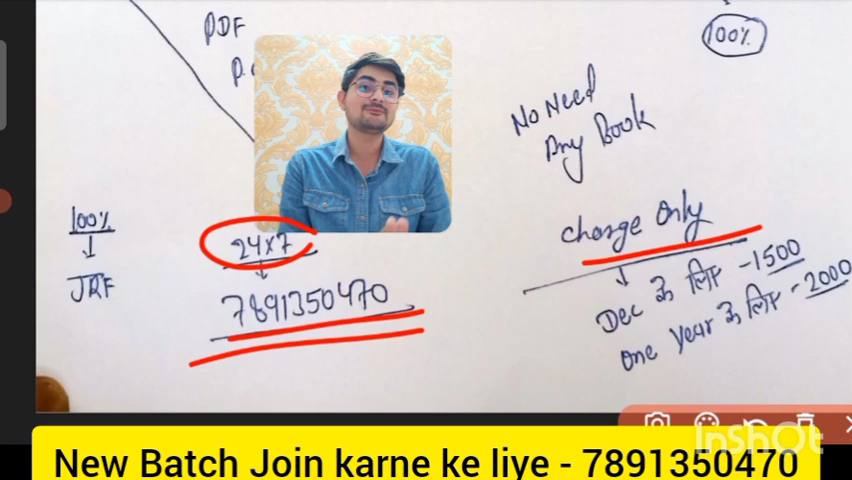 PDF
100%
No Need
Any Book
100%
↓
JRF
24x7
↓
7891350470
charge Only
↓
Dec के लिए - 1500
One Year के लिए - 2000
New Batch Join karne ke liye - 7891350470
InShOt